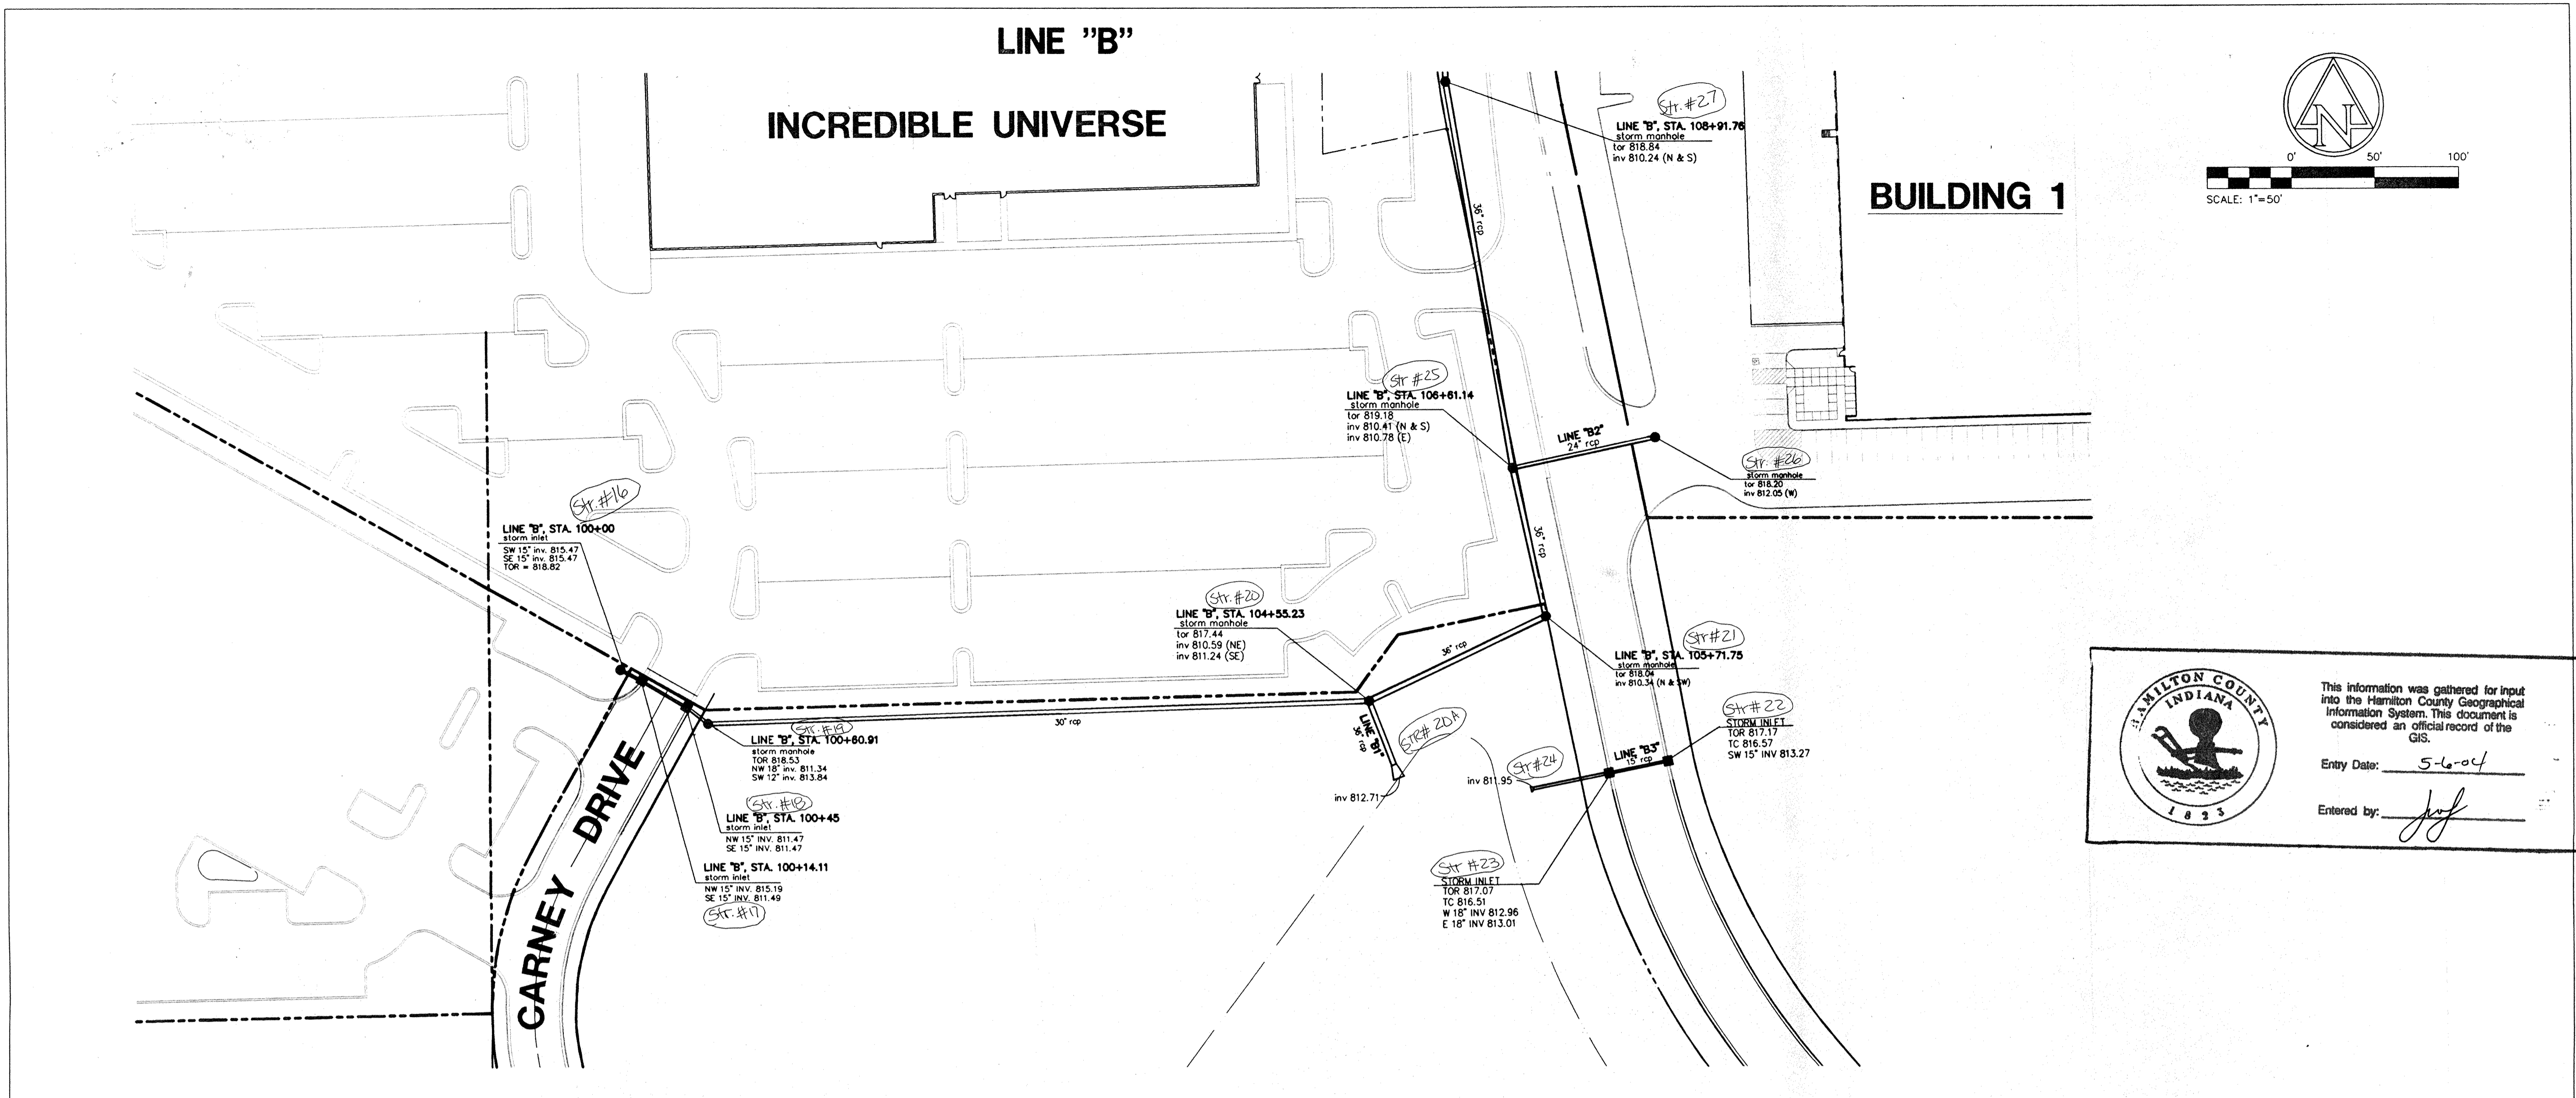 LINE "B"
INCREDIBLE UNIVERSE
Str. #27
LINE "B", STA. 108+91.76
storm manhole
tor 818.84
inv 810.24 (N & S)
BUILDING 1
N
0' 50' 100'
SCALE: 1"=50'
36" rcp
Str #25
LINE "B", STA. 106+61.14
storm manhole
tor 819.18
inv 810.41 (N & S)
inv 810.78 (E)
LINE "B2"
24" rcp
Str. #26
storm manhole
tor 818.20
inv 812.05 (W)
Str. #16
LINE "B", STA. 100+00
storm inlet
SW 15" inv. 815.47
SE 15" inv. 815.47
TOR = 818.82
36" rcp
Str. #20
LINE "B", STA. 104+55.23
storm manhole
tor 817.44
inv 810.59 (NE)
inv 811.24 (SE)
36" rcp
Str #21
LINE "B", STA. 105+71.75
storm manhole
tor 818.04
inv 810.34 (N & SW)
30" rcp
Str. #19
LINE "B", STA. 100+60.91
storm manhole
TOR 818.53
NW 18" inv. 811.34
SW 12" inv. 813.84
LINE "B1"
36" rcp
STR# 20A
inv 812.71
Str #22
STORM INLET
TOR 817.17
TC 816.57
SW 15" INV 813.27
LINE "B3"
15" rcp
Str #24
inv 811.95
Str. #18
LINE "B", STA. 100+45
storm inlet
NW 15" INV. 811.47
SE 15" INV. 811.47
LINE "B", STA. 100+14.11
storm inlet
NW 15" INV. 815.19
SE 15" INV. 811.49
Str. #17
Str #23
STORM INLET
TOR 817.07
TC 816.51
W 18" INV 812.96
E 18" INV 813.01
CARNEY DRIVE
HAMILTON COUNTY
INDIANA
1823
This information was gathered for input
into the Hamilton County Geographical
Information System. This document is
considered an official record of the
GIS.
Entry Date: 5-6-04
Entered by: